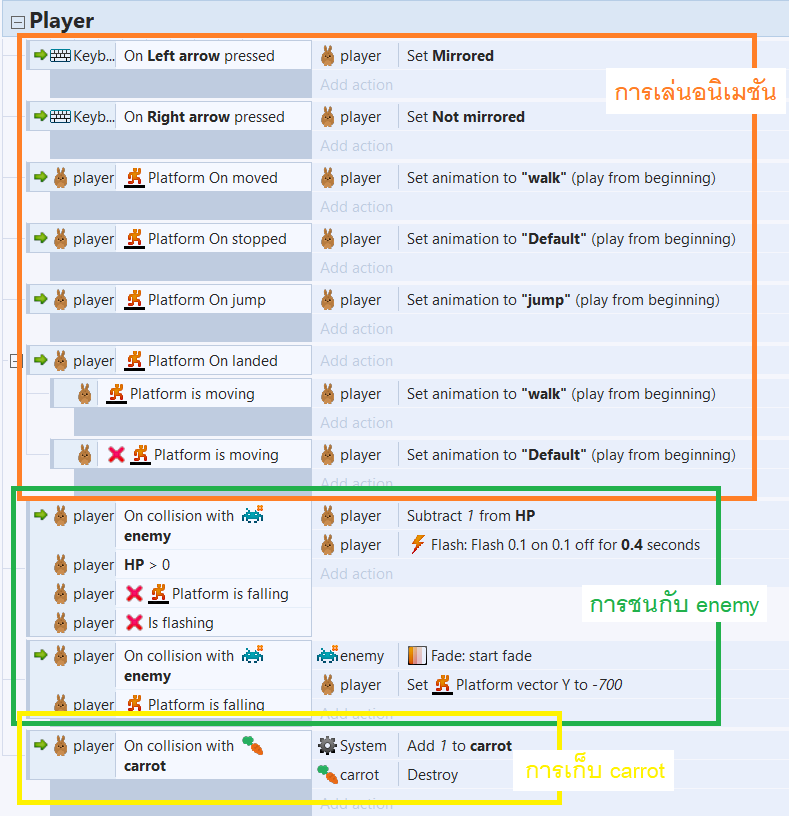 Player
Keyb... On Left arrow pressed player Set Mirrored
Add action
การเล่นอนิเมชัน
Keyb... On Right arrow pressed player Set Not mirrored
Add action
player Platform On moved player Set animation to "walk" (play from beginning)
Add action
player Platform On stopped player Set animation to "Default" (play from beginning)
Add action
player Platform On jump player Set animation to "jump" (play from beginning)
Add action
player Platform On landed Add action
Platform is moving player Set animation to "walk" (play from beginning)
Add action
Platform is moving player Set animation to "Default" (play from beginning)
Add action
player On collision with enemy player Subtract 1 from HP
player Flash: Flash 0.1 on 0.1 off for 0.4 seconds
player HP > 0 Add action
player Platform is falling
การชนกับ enemy
player Is flashing
player On collision with enemy enemy Fade: start fade
player Set Platform vector Y to -700
player Platform is falling Add action
player On collision with carrot System Add 1 to carrot
carrot Destroy
การเก็บ carrot
Add action